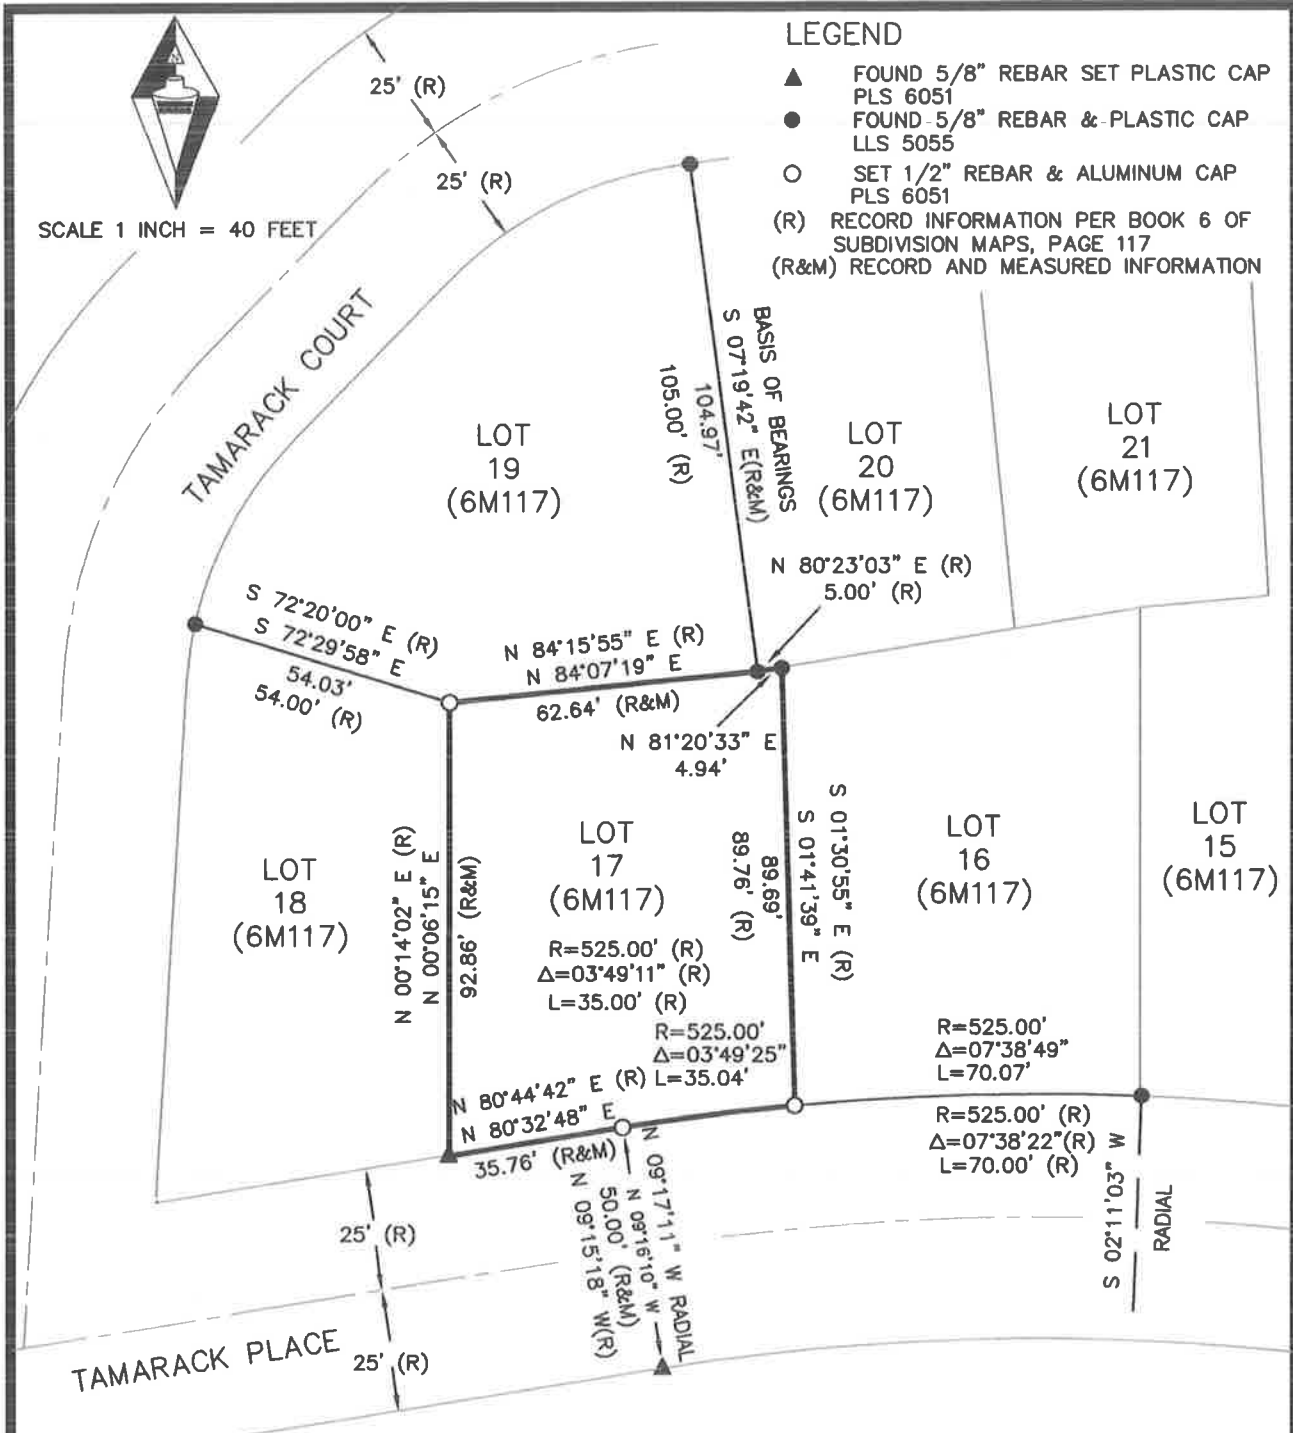 LEGEND
FOUND 5/8" REBAR SET PLASTIC CAP
PLS 6051
FOUND 5/8" REBAR & PLASTIC CAP
LLS 5055
SET 1/2" REBAR & ALUMINUM CAP
PLS 6051
(R) RECORD INFORMATION PER BOOK 6 OF
SUBDIVISION MAPS, PAGE 117
(R&M) RECORD AND MEASURED INFORMATION
N
SCALE 1 INCH = 40 FEET
25' (R)
25' (R)
TAMARACK COURT
BASIS OF BEARINGS
S 07°19'42" E(R&M)
104.97'
105.00' (R)
LOT
19
(6M117)
LOT
20
(6M117)
LOT
21
(6M117)
N 80°23'03" E (R)
5.00' (R)
S 72°20'00" E (R)
S 72°29'58" E
54.03'
54.00' (R)
N 84°15'55" E (R)
N 84°07'19" E
62.64' (R&M)
N 81°20'33" E
4.94'
LOT
18
(6M117)
N 00°14'02" E (R)
N 00°06'15" E
92.86' (R&M)
LOT
17
(6M117)
R=525.00' (R)
Δ=03°49'11" (R)
L=35.00' (R)
R=525.00'
Δ=03°49'25"
L=35.04'
S 01°30'55" E (R)
S 01°41'39" E
89.69'
89.76' (R)
LOT
16
(6M117)
LOT
15
(6M117)
R=525.00'
Δ=07°38'49"
L=70.07'
R=525.00' (R)
Δ=07°38'22"(R)
L=70.00' (R)
N 80°44'42" E (R)
N 80°32'48" E
35.76' (R&M)
N 09°17'11" W RADIAL
N 09°16'10" W
50.00' (R&M)
N 09°15'18" W(R)
S 02°11'03" W
RADIAL
25' (R)
25' (R)
TAMARACK PLACE